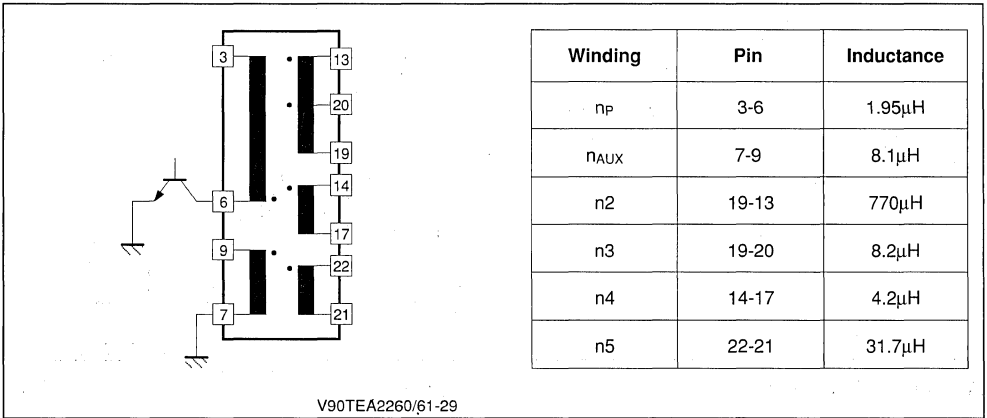 3
13
20
19
14
6
17
9
22
7
21
Winding Pin Inductance
nP 3-6 1.95µH
nAUX 7-9 8.1µH
n2 19-13 770µH
n3 19-20 8.2µH
n4 14-17 4.2µH
n5 22-21 31.7µH
V90TEA2260/61-29